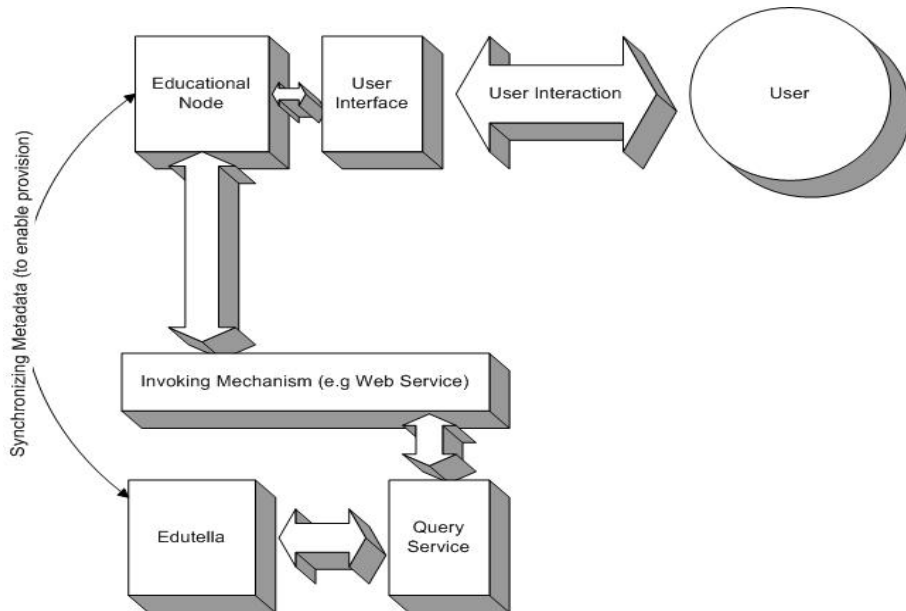 Educational
Node
User
Interface
User Interaction
User
Synchronizing Metadata (to enable provision)
Invoking Mechanism (e.g Web Service)
Edutella
Query
Service